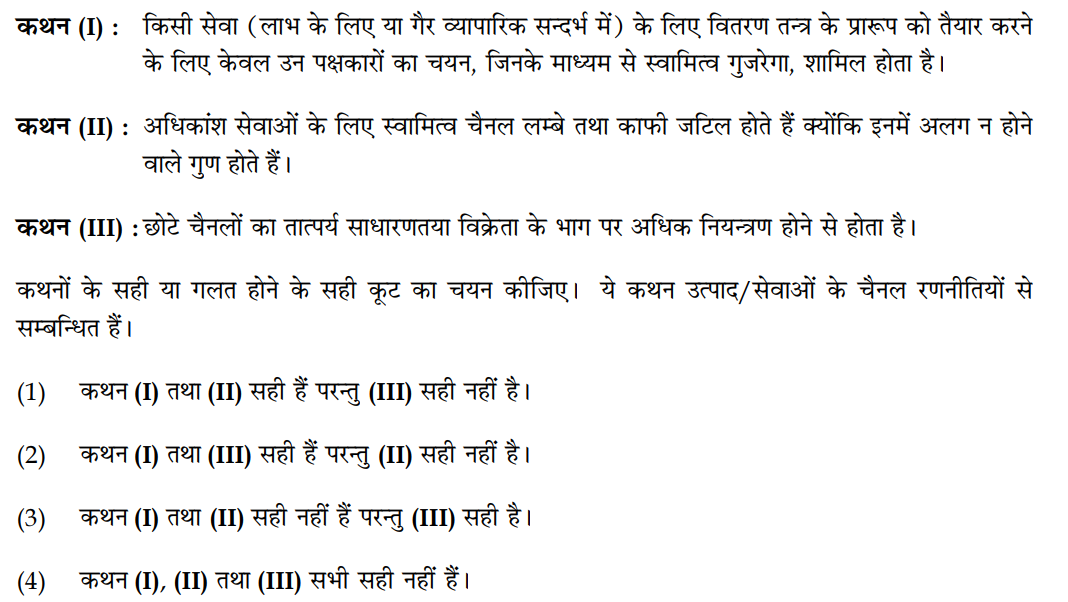 कथन (I) : किसी सेवा (लाभ के लिए या गैर व्यापारिक सन्दर्भ में) के लिए वितरण तन्त्र के प्रारूप को तैयार करने
के लिए केवल उन पक्षकारों का चयन, जिनके माध्यम से स्वामित्व गुजरेगा, शामिल होता है।
कथन (II) : अधिकांश सेवाओं के लिए स्वामित्व चैनल लम्बे तथा काफी जटिल होते हैं क्योंकि इनमें अलग न होने
वाले गुण होते हैं।
कथन (III) : छोटे चैनलों का तात्पर्य साधारणतया विक्रेता के भाग पर अधिक नियन्त्रण होने से होता है।
कथनों के सही या गलत होने के सही कूट का चयन कीजिए। ये कथन उत्पाद/सेवाओं के चैनल रणनीतियों से
सम्बन्धित हैं।
(1) कथन (I) तथा (II) सही हैं परन्तु (III) सही नहीं है।
(2) कथन (I) तथा (III) सही हैं परन्तु (II) सही नहीं है।
(3) कथन (I) तथा (II) सही नहीं हैं परन्तु (III) सही है।
(4) कथन (I), (II) तथा (III) सभी सही नहीं हैं।